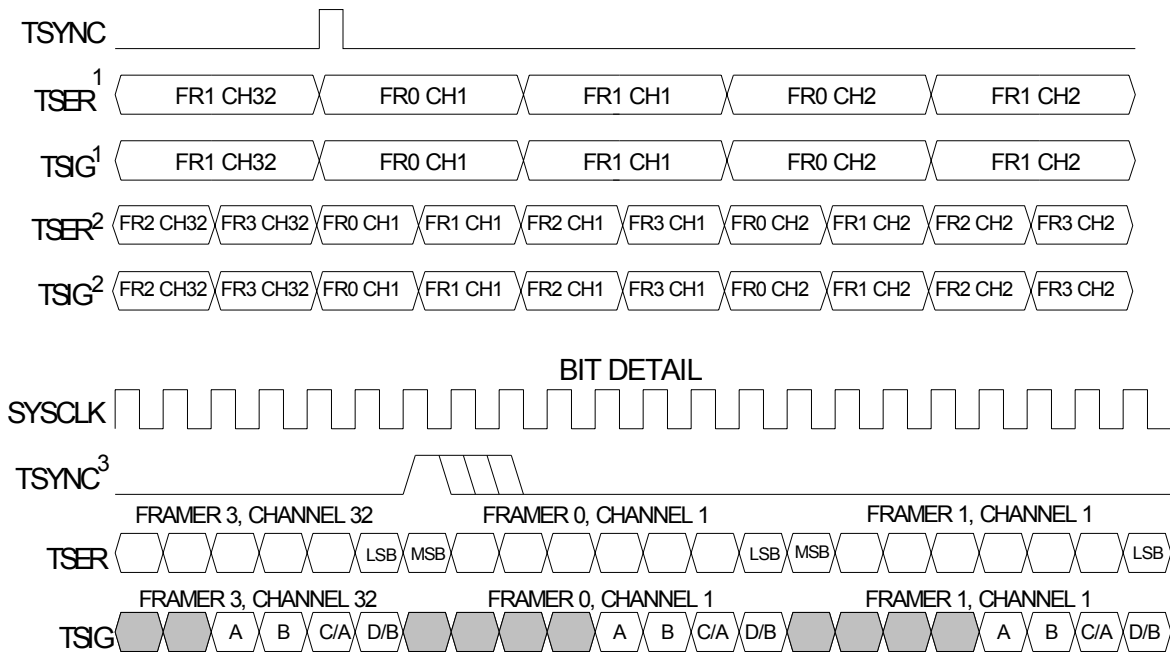 TSYNC
TSER1 FR1 CH32 FR0 CH1 FR1 CH1 FR0 CH2 FR1 CH2
TSIG1 FR1 CH32 FR0 CH1 FR1 CH1 FR0 CH2 FR1 CH2
TSER2 FR2 CH32 FR3 CH32 FR0 CH1 FR1 CH1 FR2 CH1 FR3 CH1 FR0 CH2 FR1 CH2 FR2 CH2 FR3 CH2
TSIG2 FR2 CH32 FR3 CH32 FR0 CH1 FR1 CH1 FR2 CH1 FR3 CH1 FR0 CH2 FR1 CH2 FR2 CH2 FR3 CH2
BIT DETAIL
SYSCLK
TSYNC3
FRAMER 3, CHANNEL 32 FRAMER 0, CHANNEL 1 FRAMER 1, CHANNEL 1
TSER LSB MSB LSB MSB LSB
FRAMER 3, CHANNEL 32 FRAMER 0, CHANNEL 1 FRAMER 1, CHANNEL 1
TSIG A B C/A D/B A B C/A D/B A B C/A D/B